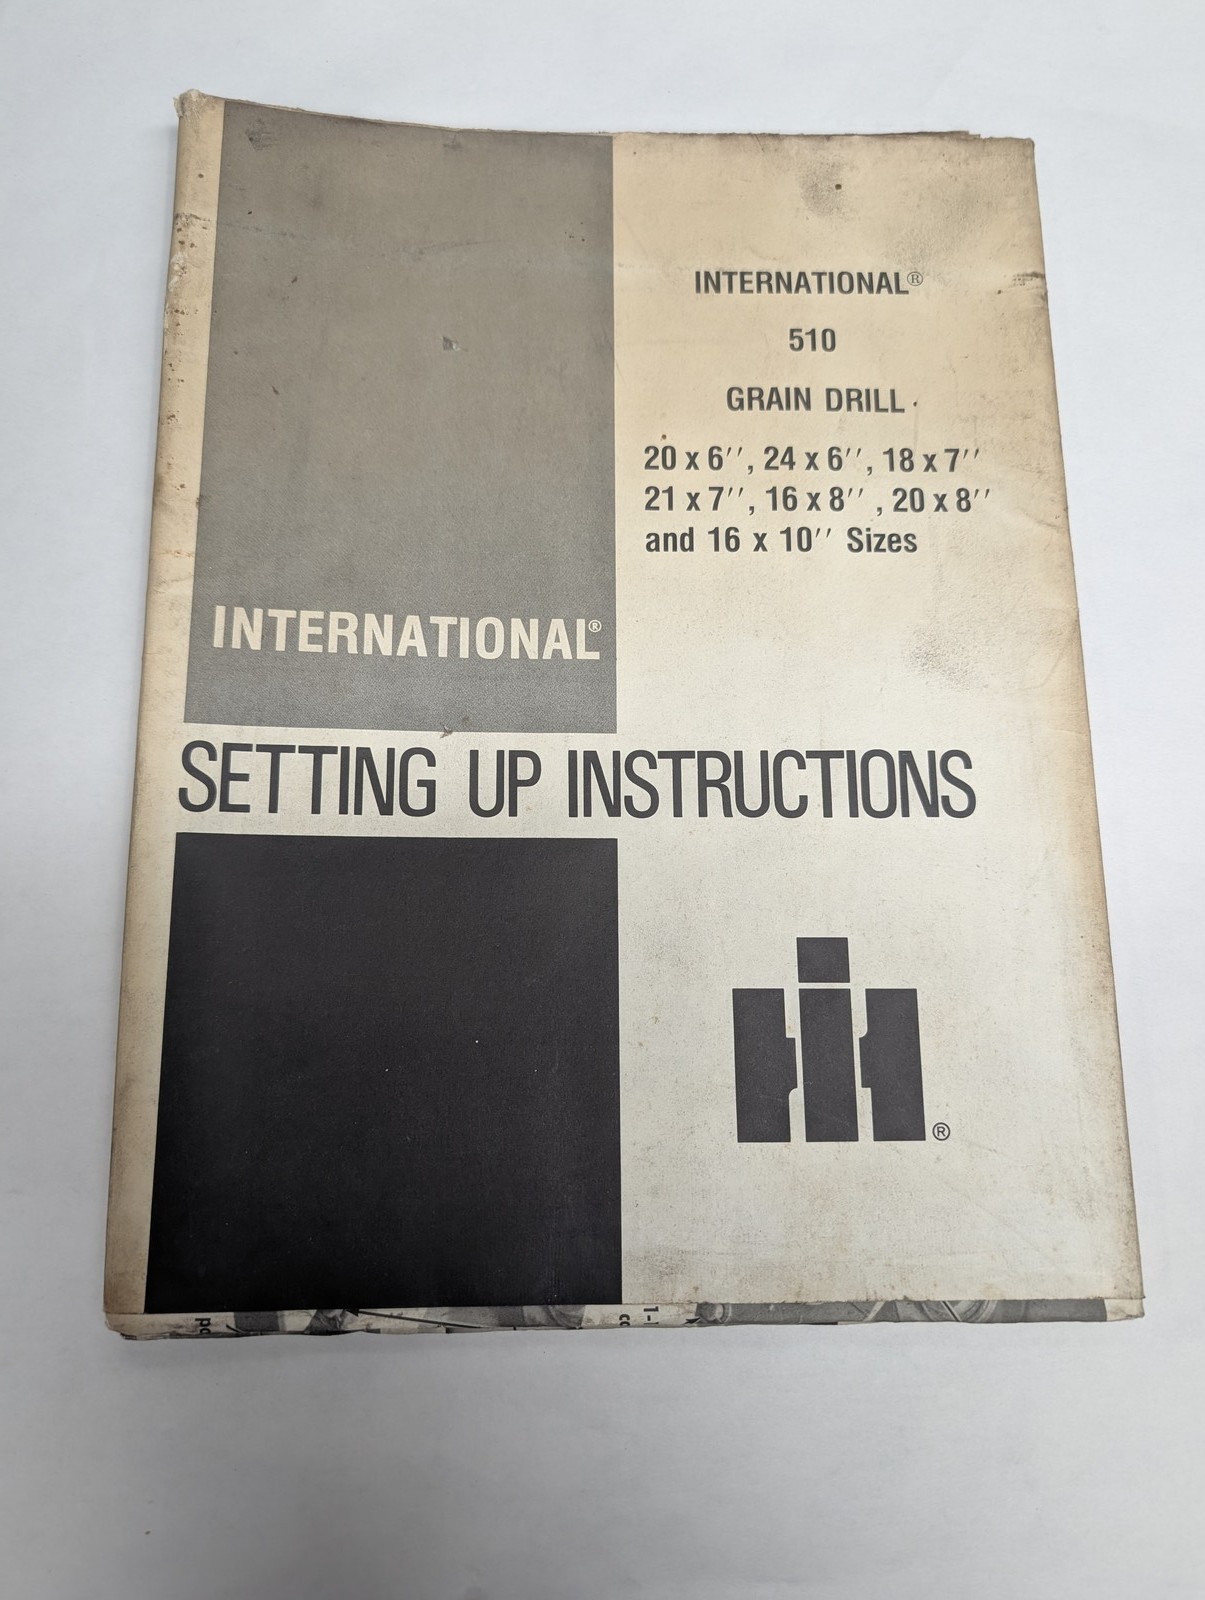 INTERNATIONAL®
510
GRAIN DRILL
20 x 6'', 24 x 6'', 18 x 7''
21 x 7'', 16 x 8'' , 20 x 8''
and 16 x 10'' Sizes
INTERNATIONAL®
SETTING UP INSTRUCTIONS
IH
®